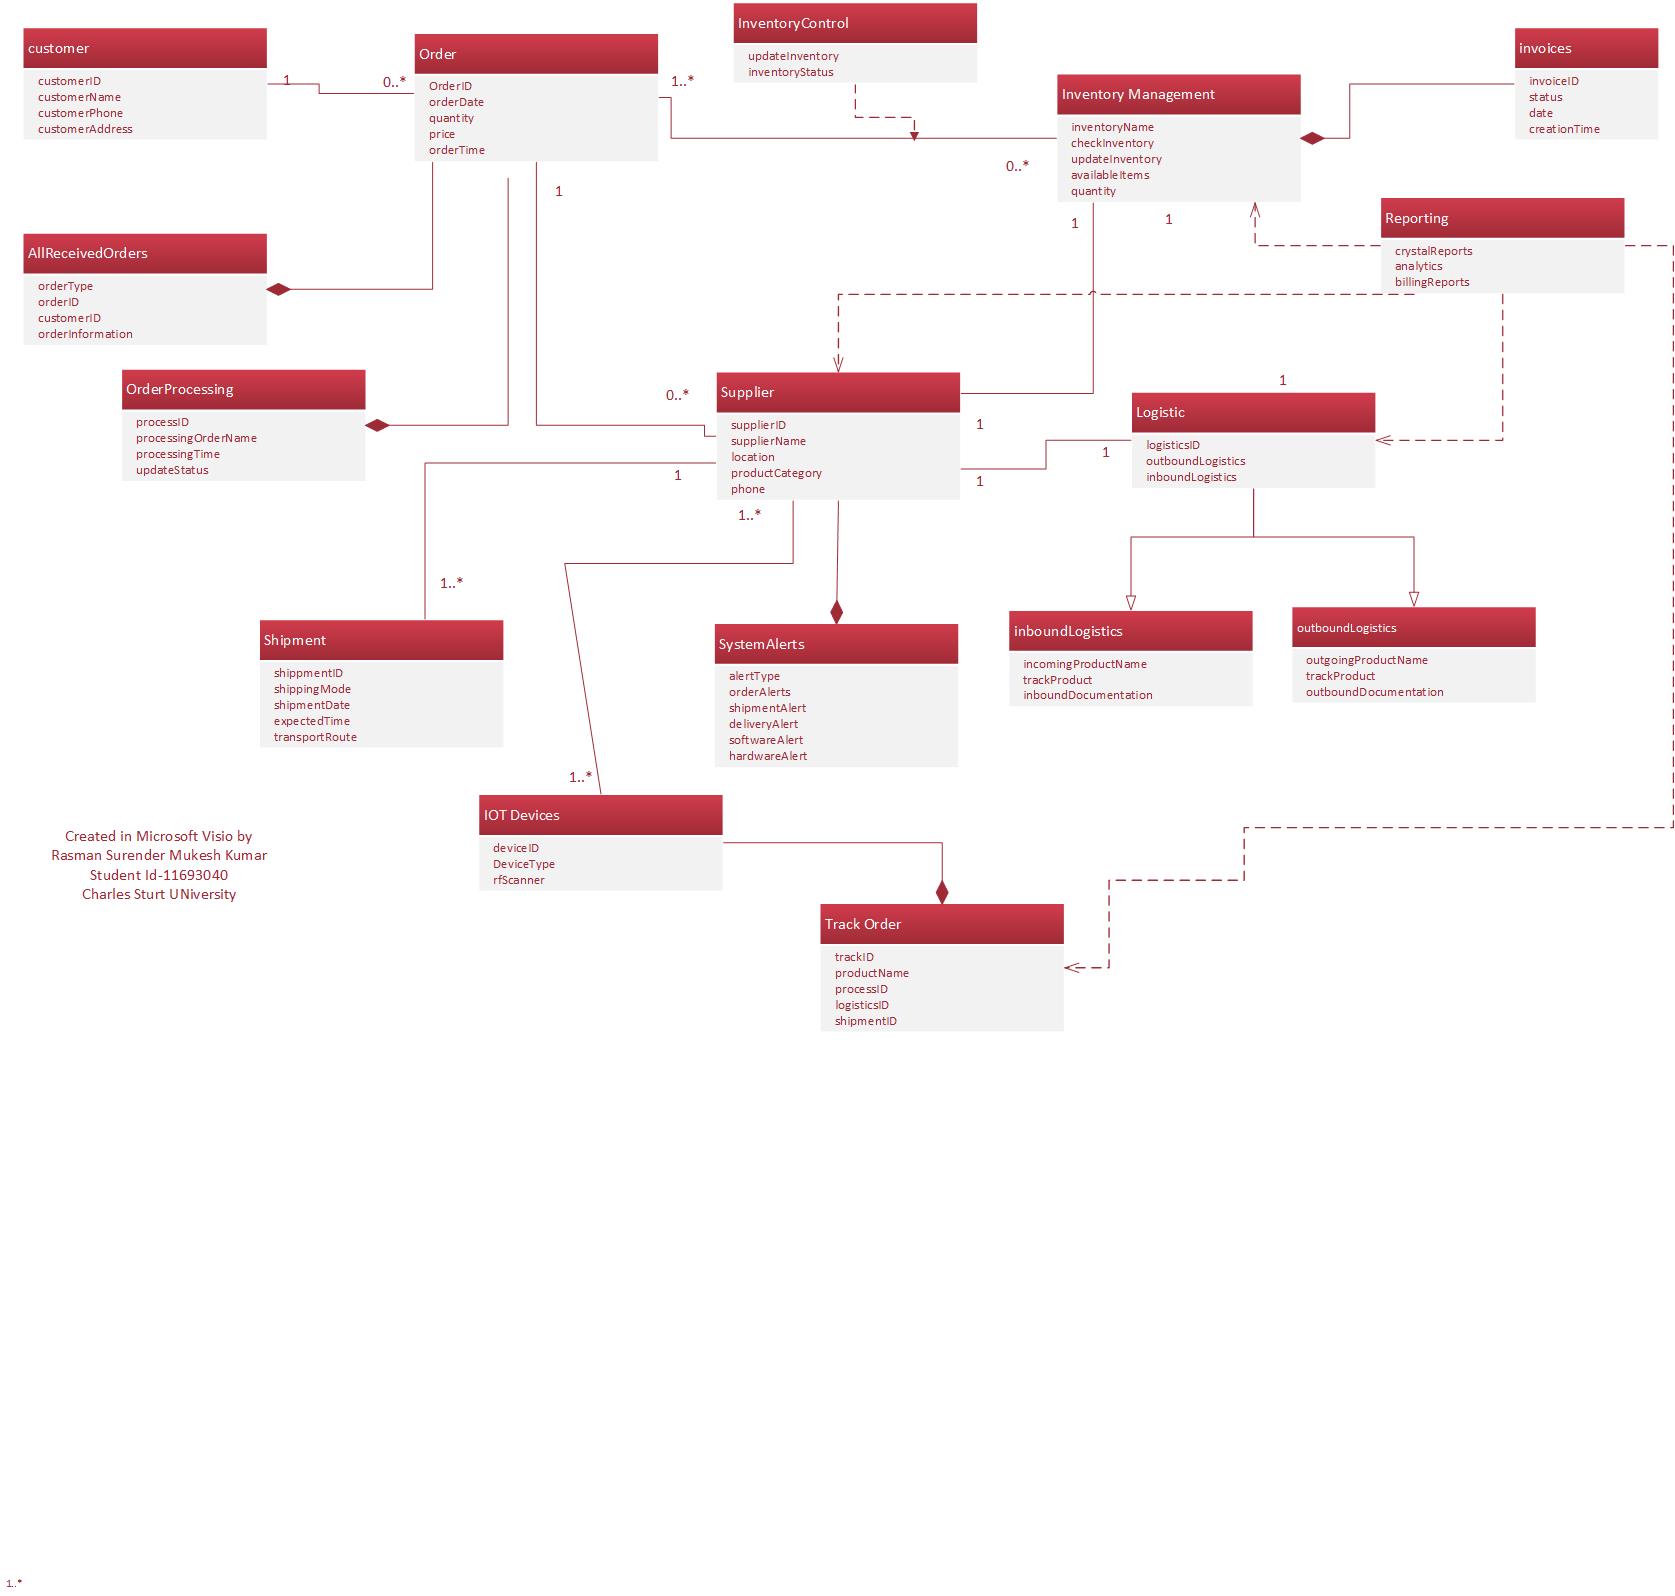 customer
customerID
customerName
customerPhone
customerAddress
1
0..*
Order
OrderID
orderDate
quantity
price
orderTime
1..*
InventoryControl
updateInventory
inventoryStatus
Inventory Management
inventoryName
checkInventory
updateInventory
availableItems
quantity
0..*
invoices
invoiceID
status
date
creationTime
1
1
1
Reporting
crystalReports
analytics
billingReports
AllReceivedOrders
orderType
orderID
customerID
orderInformation
OrderProcessing
processID
processingOrderName
processingTime
updateStatus
0..*
Supplier
supplierID
supplierName
location
productCategory
phone
1
1
1
1
1..*
1
Logistic
logisticsID
outboundLogistics
inboundLogistics
1..*
Shipment
shippmentID
shippingMode
shipmentDate
expectedTime
transportRoute
SystemAlerts
alertType
orderAlerts
shipmentAlert
deliveryAlert
softwareAlert
hardwareAlert
inboundLogistics
incomingProductName
trackProduct
inboundDocumentation
outboundLogistics
outgoingProductName
trackProduct
outboundDocumentation
1..*
IOT Devices
deviceID
DeviceType
rfScanner
Created in Microsoft Visio by
Rasman Surender Mukesh Kumar
Student Id-11693040
Charles Sturt UNiversity
Track Order
trackID
productName
processID
logisticsID
shipmentID
1..*